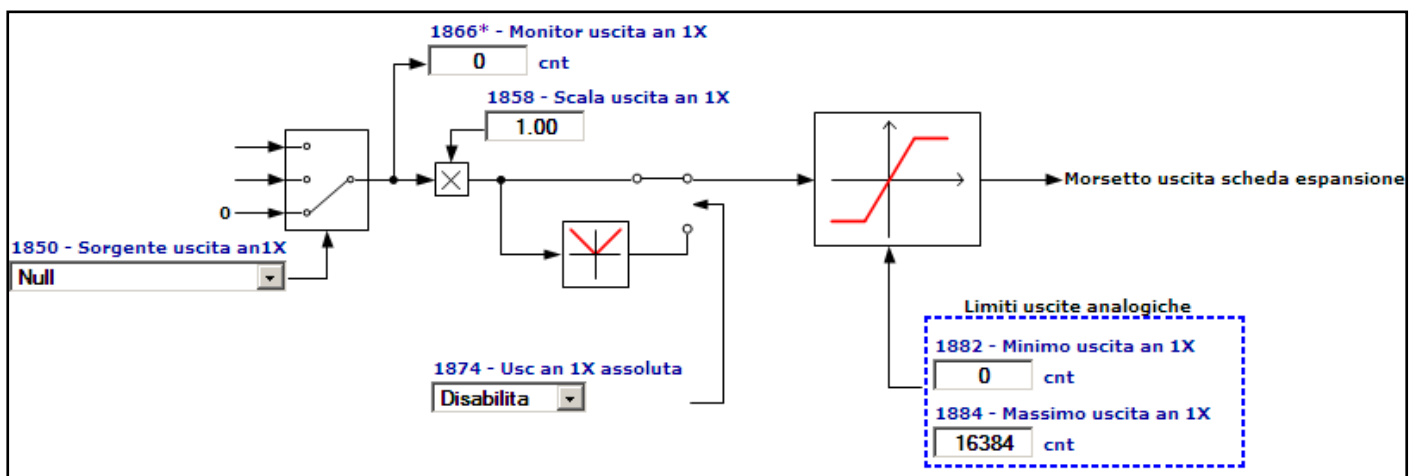 1866* - Monitor uscita an 1X
0 cnt
1858 - Scala uscita an 1X
1.00
0
1850 - Sorgente uscita an1X
Null
Morsetto uscita scheda espansione
1874 - Usc an 1X assoluta
Disabilita
Limiti uscite analogiche
1882 - Minimo uscita an 1X
0 cnt
1884 - Massimo uscita an 1X
16384 cnt